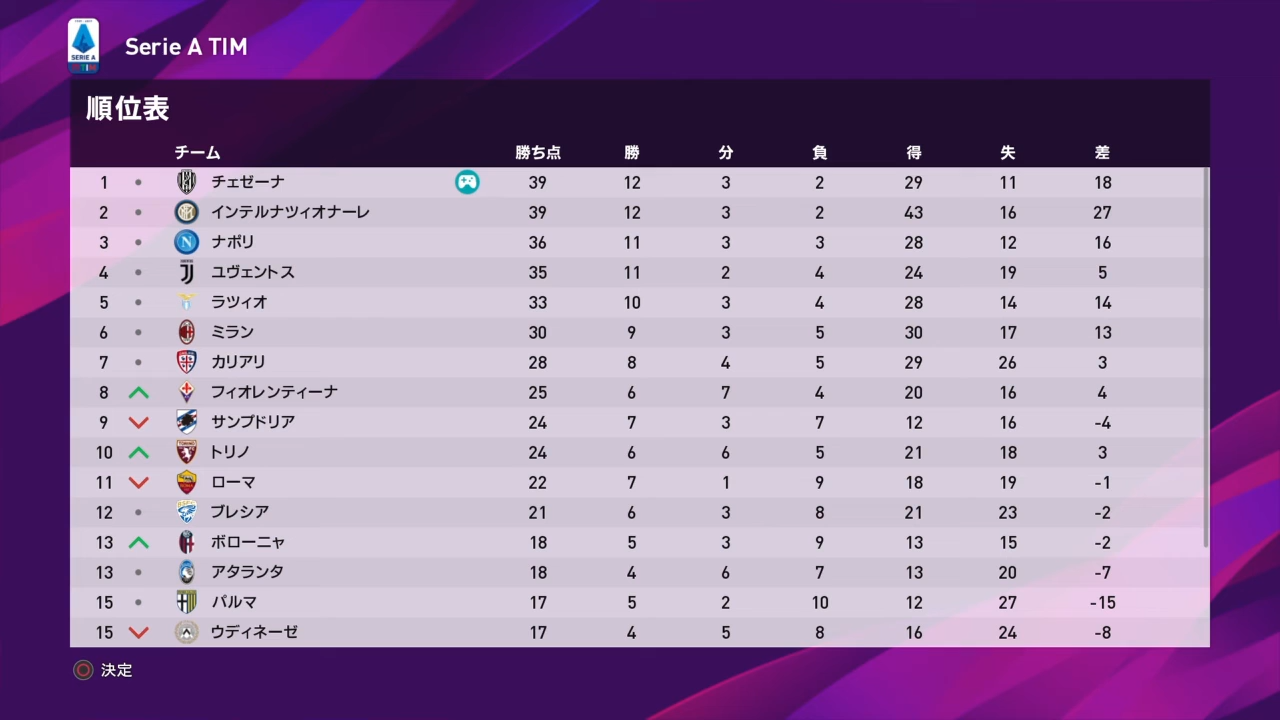 Serie A TIM
SERIE A
TIM
順位表
チーム 勝ち点 勝 分 負 得 失 差
1 チェゼーナ 39 12 3 2 29 11 18
2 インテルナツィオナーレ 39 12 3 2 43 16 27
3 ナポリ 36 11 3 3 28 12 16
4 ユヴェントス 35 11 2 4 24 19 5
5 ラツィオ 33 10 3 4 28 14 14
6 ミラン 30 9 3 5 30 17 13
7 カリアリ 28 8 4 5 29 26 3
8 フィオレンティーナ 25 6 7 4 20 16 4
9 サンプドリア 24 7 3 7 12 16 -4
10 トリノ 24 6 6 5 21 18 3
11 ローマ 22 7 1 9 18 19 -1
12 ブレシア 21 6 3 8 21 23 -2
13 ボローニャ 18 5 3 9 13 15 -2
13 アタランタ 18 4 6 7 13 20 -7
15 パルマ 17 5 2 10 12 27 -15
15 ウディネーゼ 17 4 5 8 16 24 -8
決定